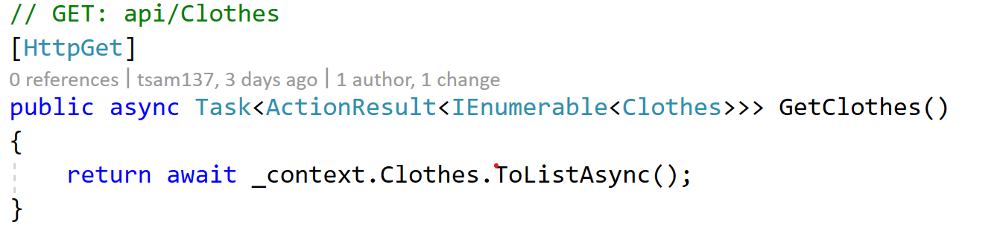 // GET: api/Clothes
[HttpGet]
0 references | tsam137, 3 days ago | 1 author, 1 change
public async Task<ActionResult<IEnumerable<Clothes>>> GetClothes()
{
    return await _context.Clothes.ToListAsync();
}